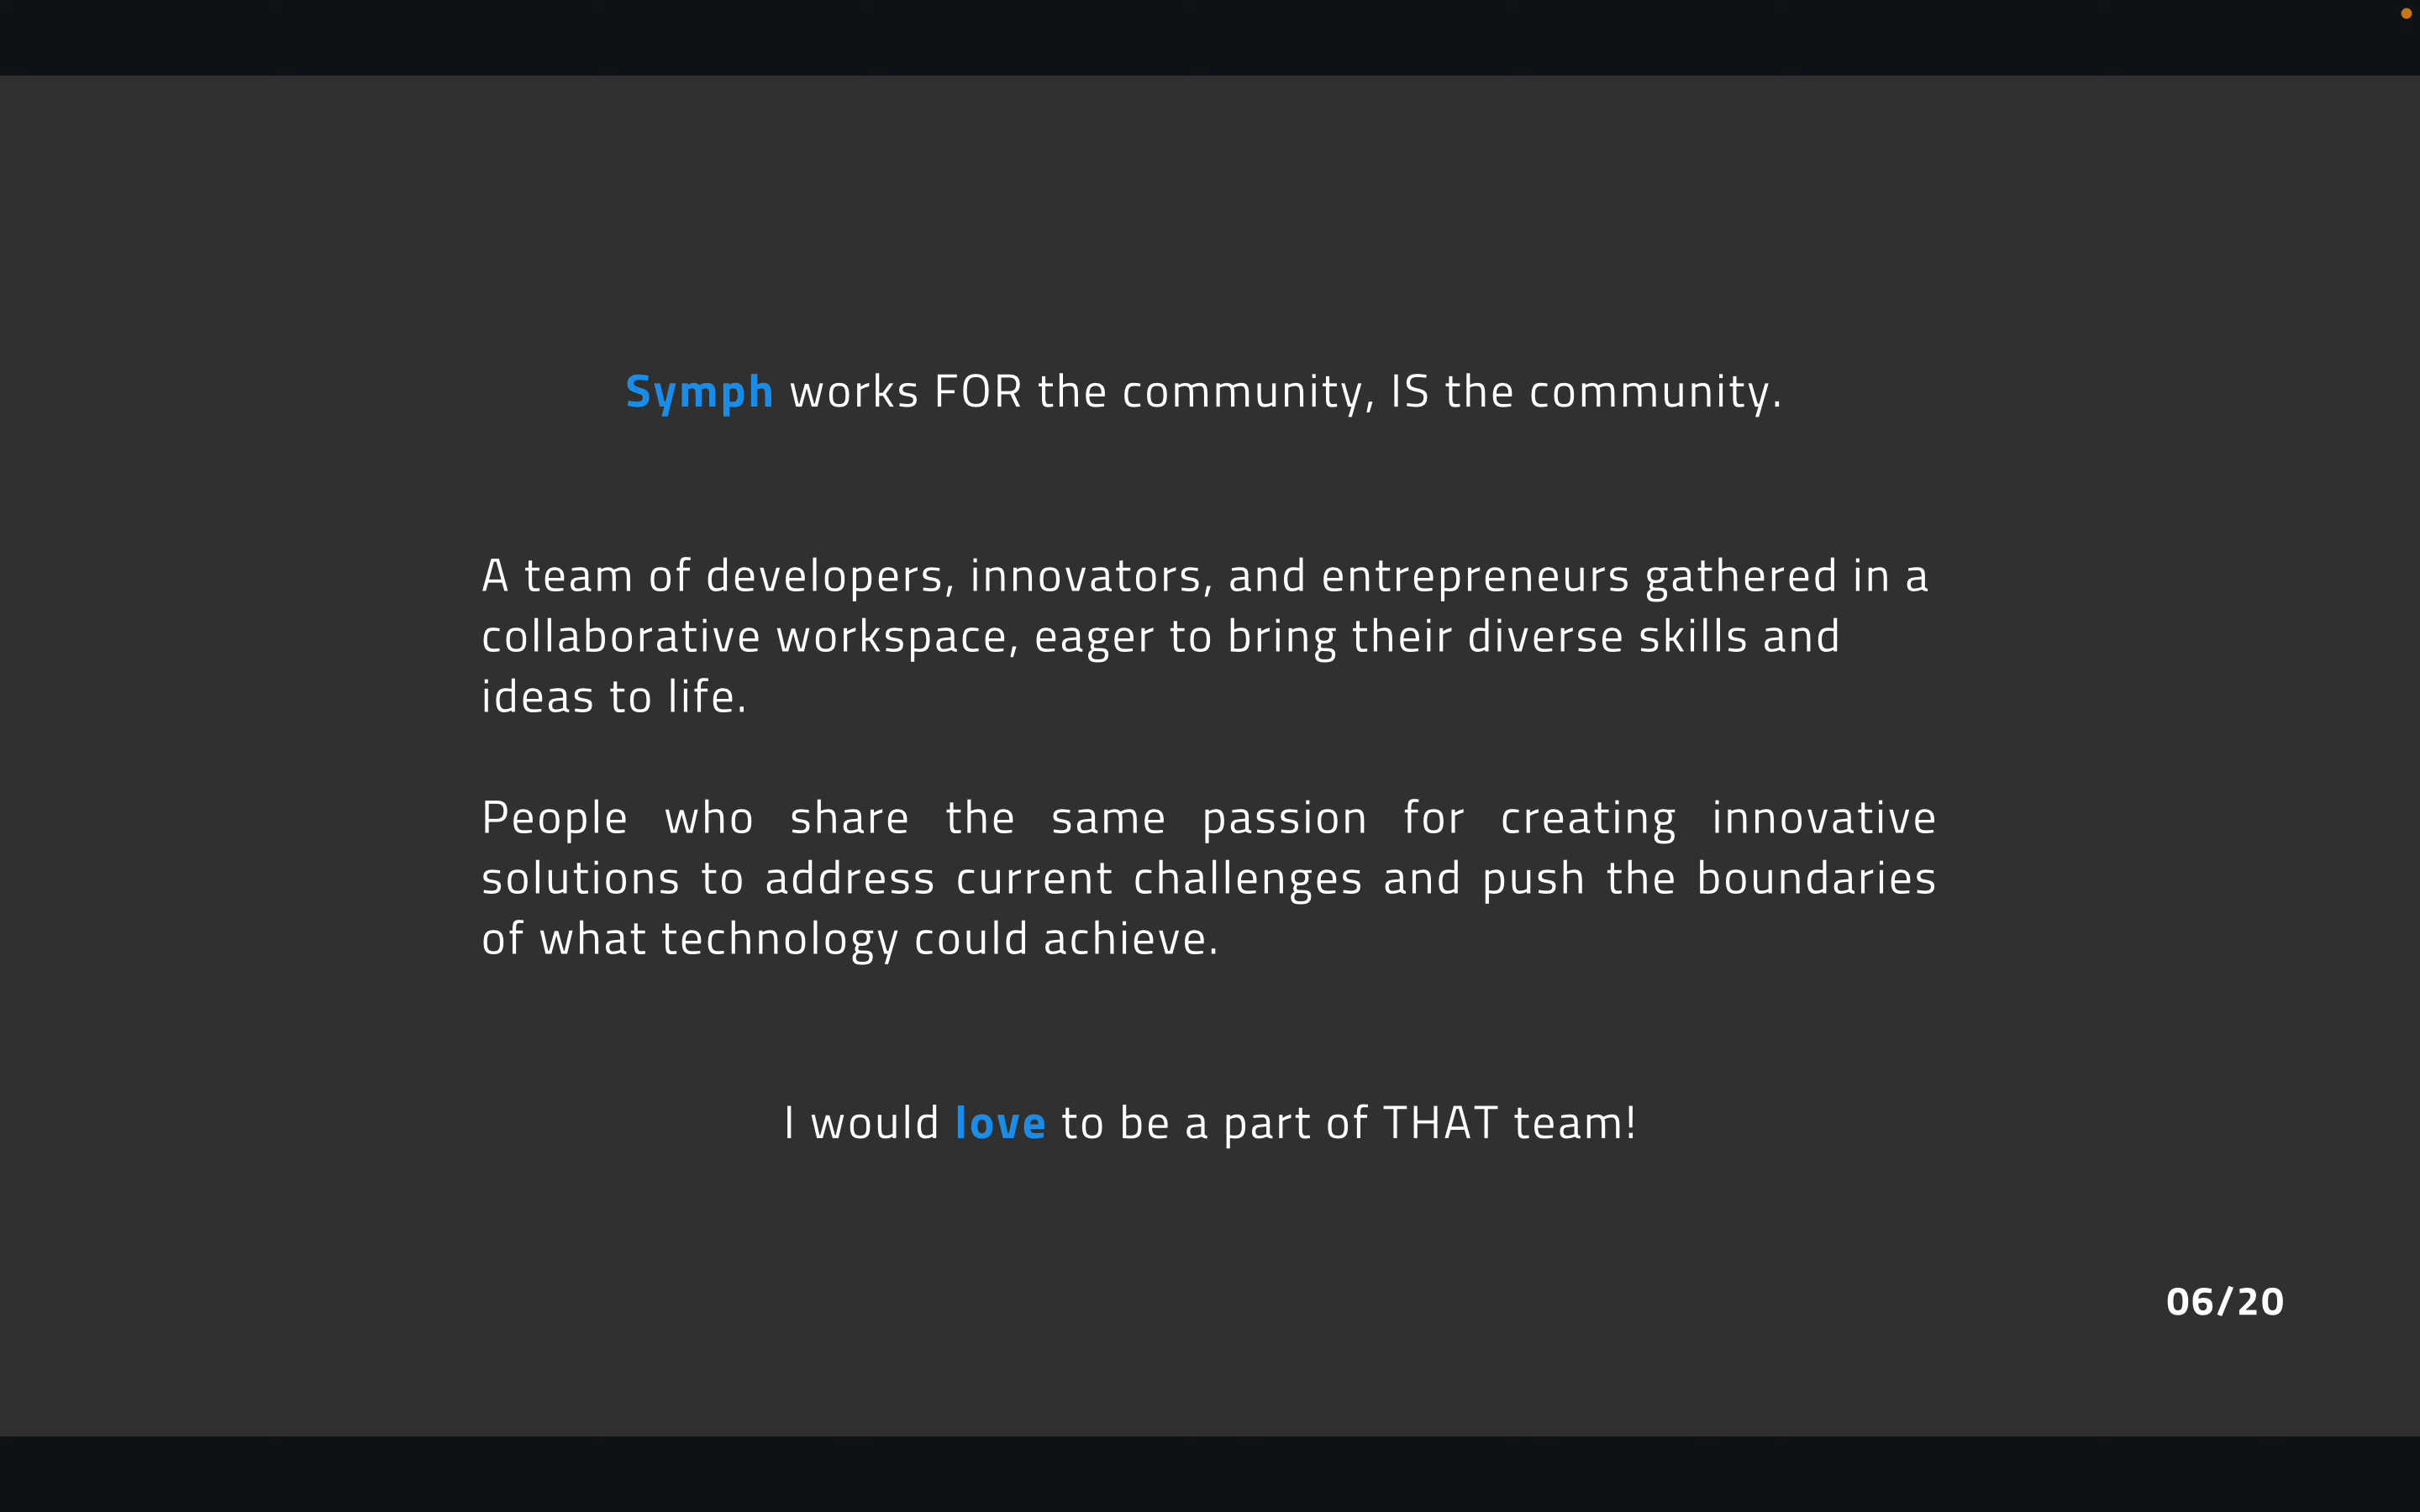 Symph works FOR the community, IS the community.
A team of developers, innovators, and entrepreneurs gathered in a
collaborative workspace, eager to bring their diverse skills and
ideas to life.
People who share the same passion for creating innovative
solutions to address current challenges and push the boundaries
of what technology could achieve.
I would love to be a part of THAT team!
06/20